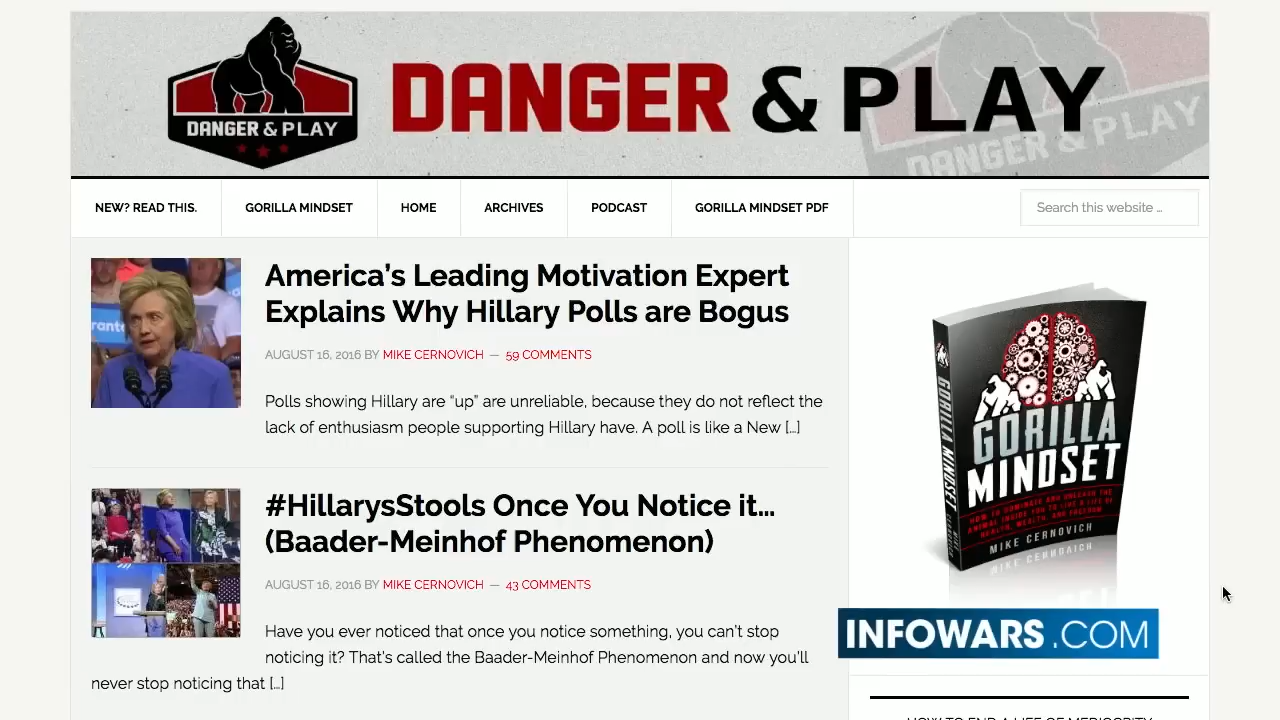 DANGER & PLAY
DANGER & PLAY
DANGER & PLAY
NEW? READ THIS.
GORILLA MINDSET
HOME
ARCHIVES
PODCAST
GORILLA MINDSET PDF
Search this website ...
America's Leading Motivation Expert
Explains Why Hillary Polls are Bogus
AUGUST 16, 2016 BY MIKE CERNOVICH — 59 COMMENTS
Polls showing Hillary are “up” are unreliable, because they do not reflect the
lack of enthusiasm people supporting Hillary have. A poll is like a New [...]
#HillarysStools Once You Notice it...
(Baader-Meinhof Phenomenon)
AUGUST 16, 2016 BY MIKE CERNOVICH — 43 COMMENTS
Have you ever noticed that once you notice something, you can't stop
noticing it? That's called the Baader-Meinhof Phenomenon and now you'll
never stop noticing that [...]
GORILLA MINDSET
GORILLA
MINDSET
HOW TO DOMINATE AND UNLEASH THE
ANIMAL INSIDE YOU TO LIVE A LIFE OF
HEALTH, WEALTH, AND FREEDOM
MIKE CERNOVICH
INFOWARS.COM
HOW TO END A LIFE OF MEDIOCRITY